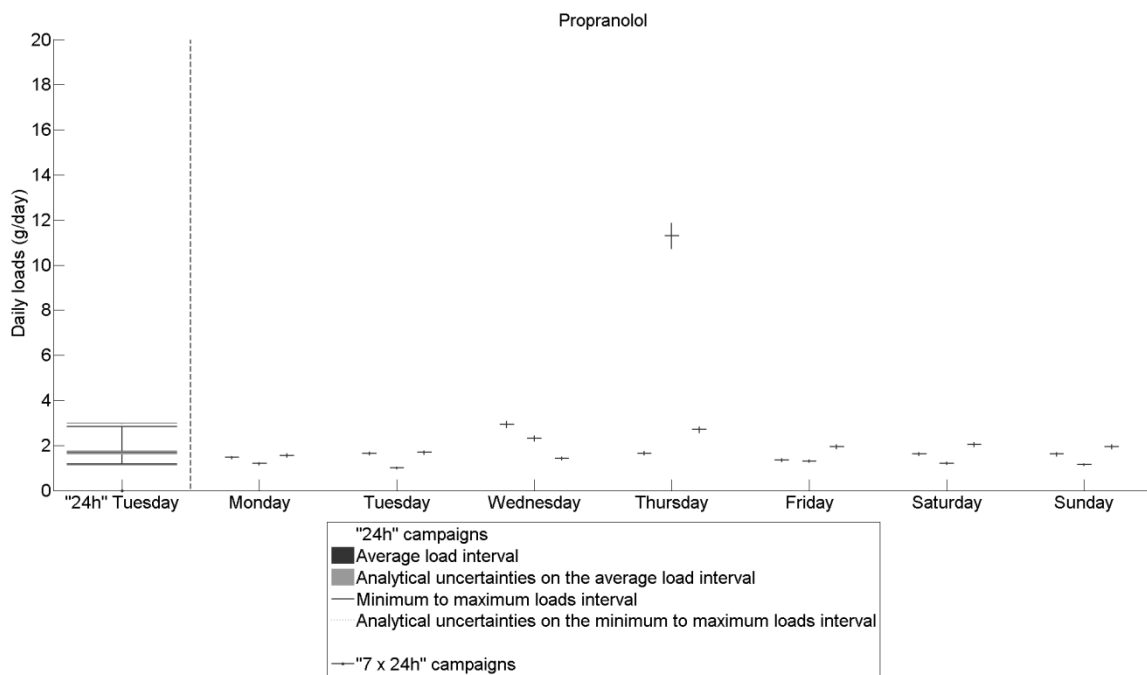 Propranolol
Daily loads (g/day)
20
18
16
14
12
10
8
6
4
2
0
"24h" Tuesday Monday Tuesday Wednesday Thursday Friday Saturday Sunday
"24h" campaigns
Average load interval
Analytical uncertainties on the average load interval
Minimum to maximum loads interval
Analytical uncertainties on the minimum to maximum loads interval
"7 x 24h" campaigns